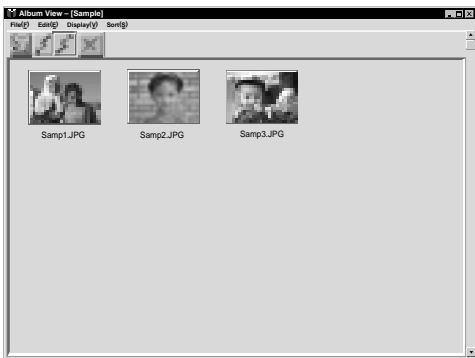 Album View – [Sample]
File(F) Edit(E) Display(V) Sort(S)
Samp1.JPG Samp2.JPG Samp3.JPG